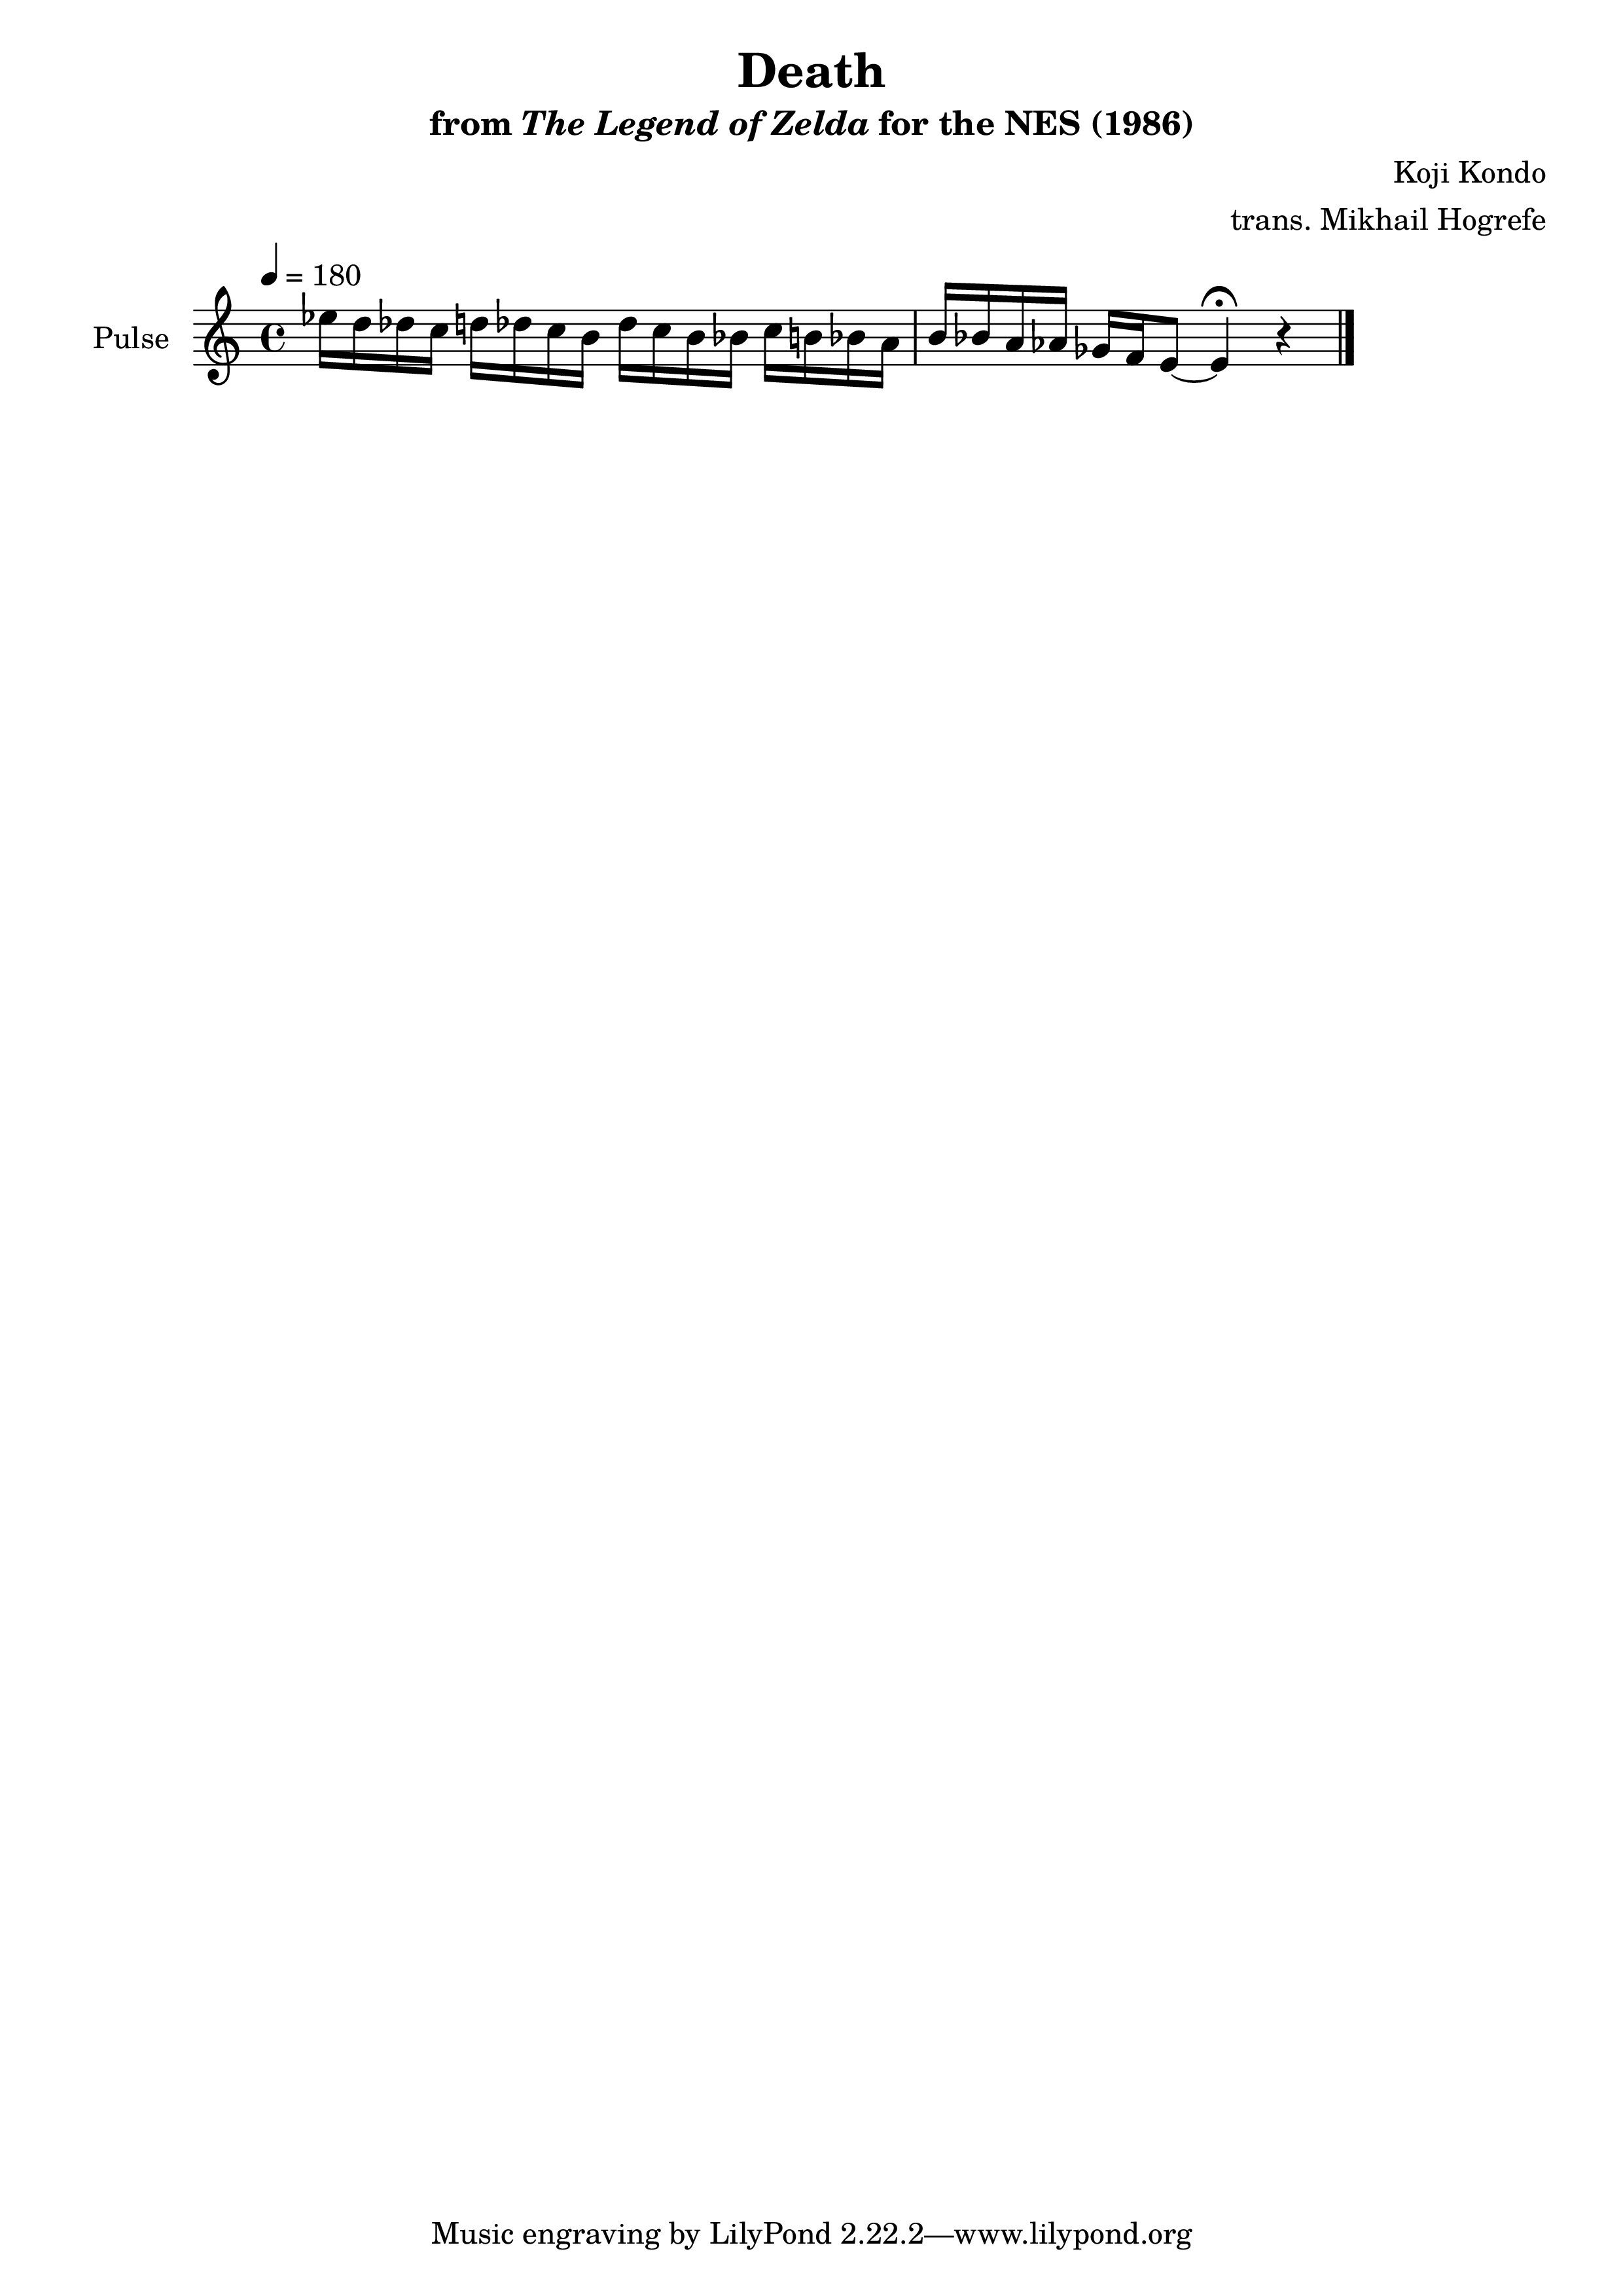 Death
from The Legend of Zelda for the NES (1986)
Koji Kondo
trans. Mikhail Hogrefe
= 180
Pulse
Music engraving by LilyPond 2.22.2—www.lilypond.org